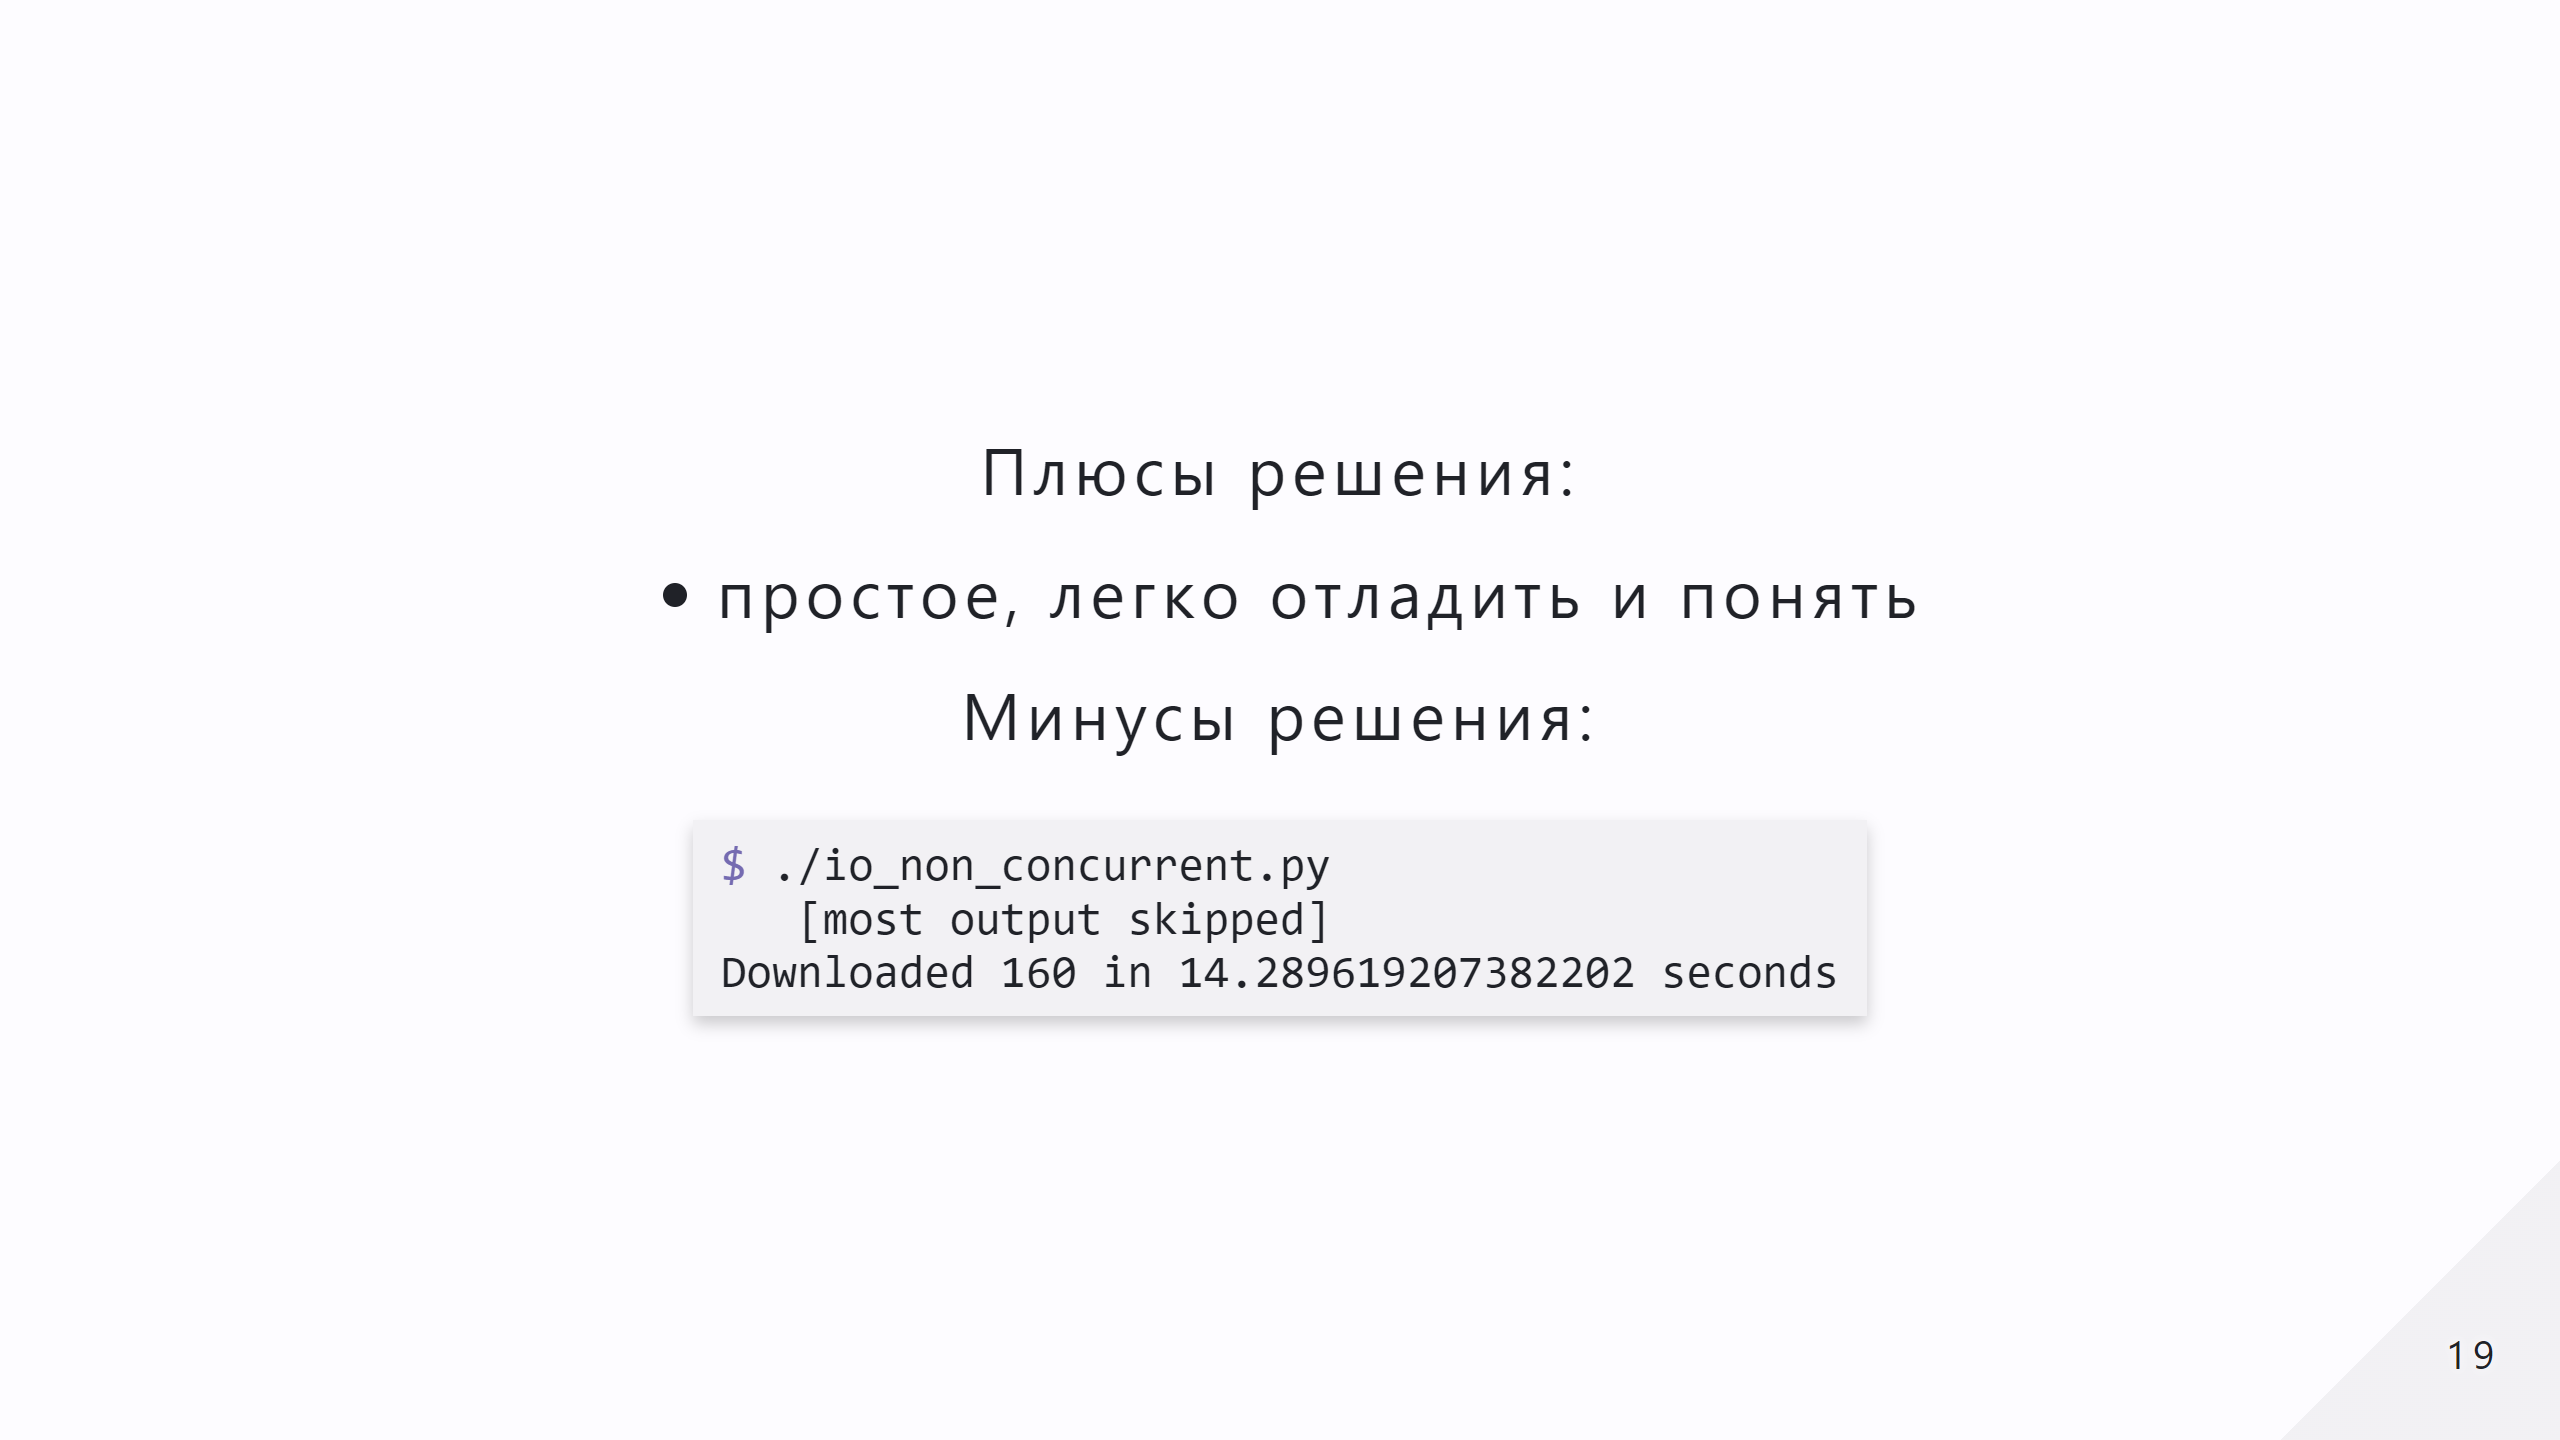 Плюсы решения:
• простое, легко отладить и понять
Минусы решения:
$ ./io_non_concurrent.py
   [most output skipped]
Downloaded 160 in 14.289619207382202 seconds
19